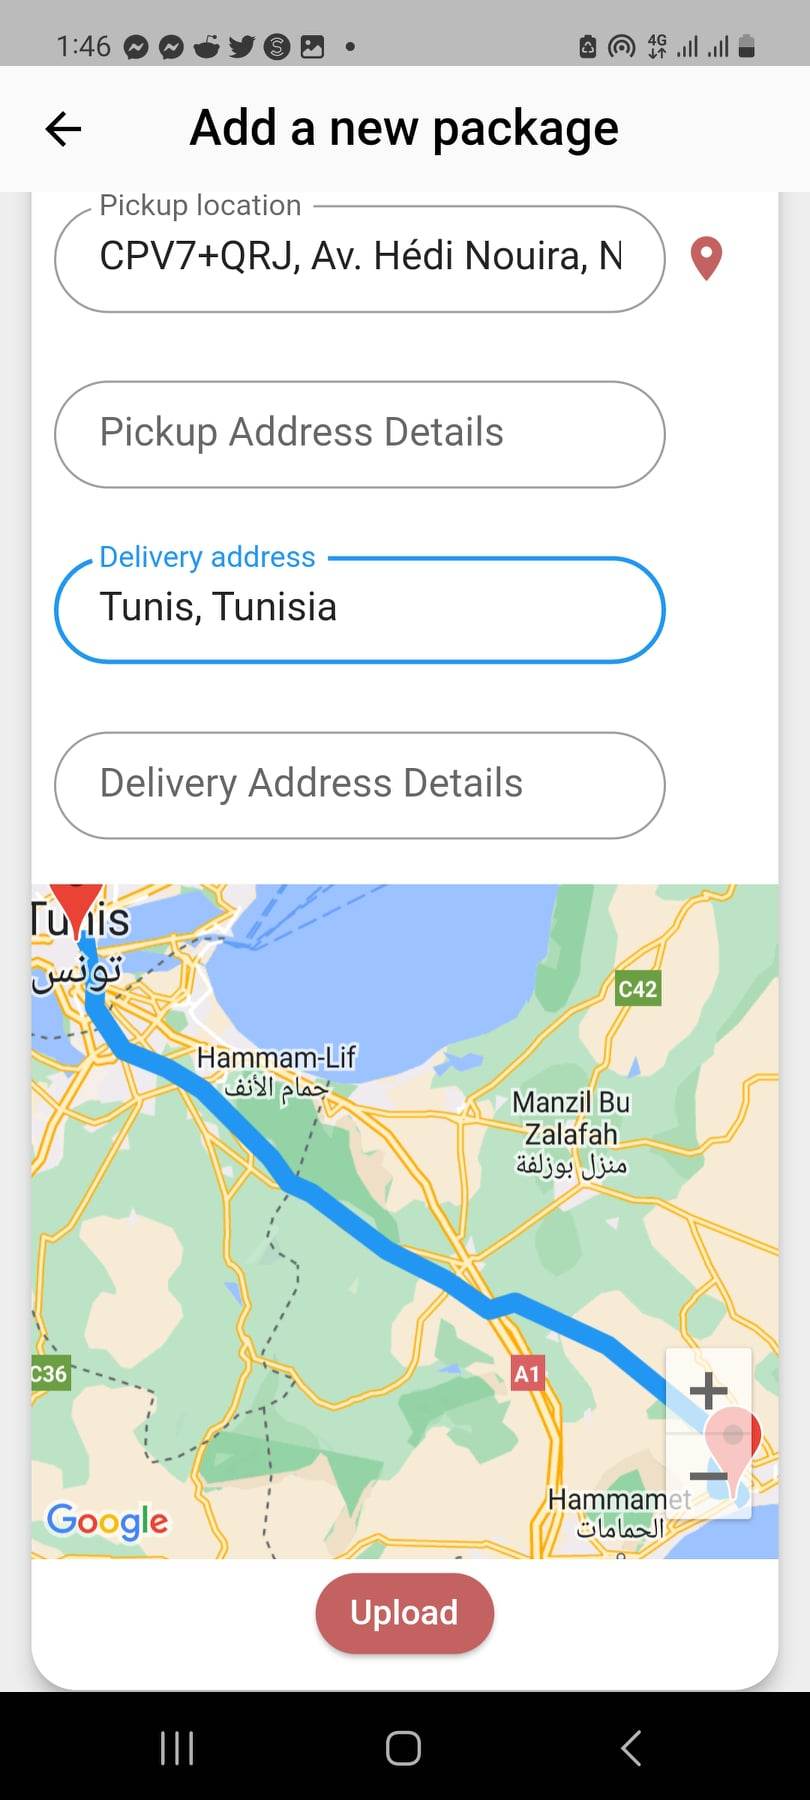 1:46
4G
Add a new package
Pickup location
CPV7+QRJ, Av. Hédi Nouira, N
Pickup Address Details
Delivery address
Tunis, Tunisia
Delivery Address Details
Tunis
تونس
C42
Hammam-Lif
حمام الأنف
Manzil Bu
Zalafah
منزل بوزلفة
C36
A1
+
−
Hammamet
الحمامات
Google
Upload